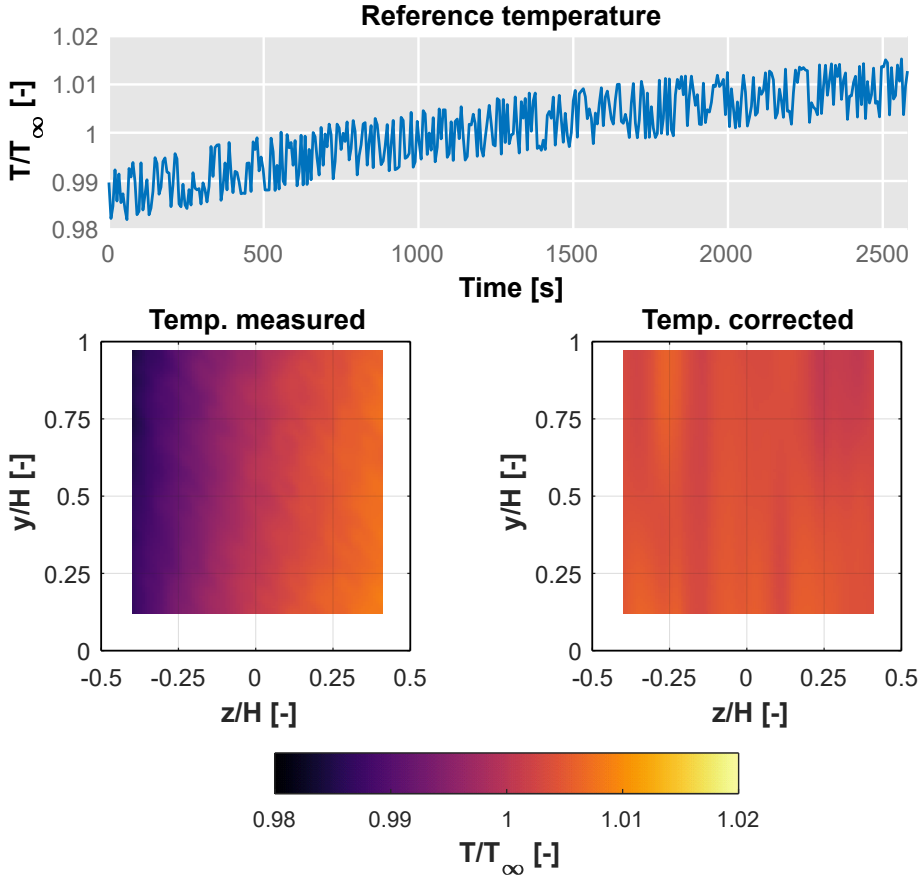 Reference temperature
1.02
1.01
1
0.99
0.98
T/T∞ [-]
0 500 1000 1500 2000 2500
Time [s]
Temp. measured Temp. corrected
1 1
0.75 0.75
0.5 0.5
0.25 0.25
0 0
y/H [-] y/H [-]
-0.5 -0.25 0 0.25 0.5 -0.5 -0.25 0 0.25 0.5
z/H [-] z/H [-]
0.98 0.99 1 1.01 1.02
T/T∞ [-]